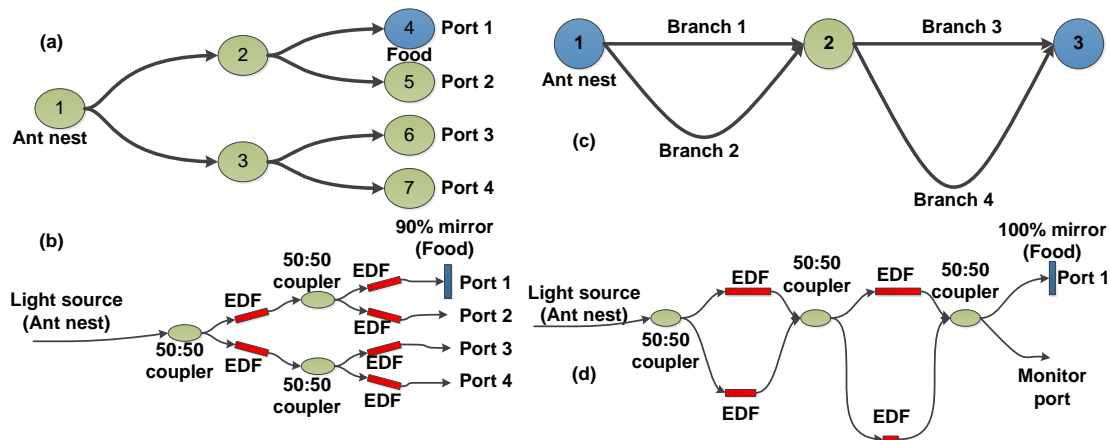 (a)
1
Ant nest
2
3
4
Food
5
6
7
Port 1
Port 2
Port 3
Port 4
(b)
Light source
(Ant nest)
50:50
coupler
EDF
EDF
50:50
coupler
50:50
coupler
EDF
EDF
EDF
EDF
90% mirror
(Food)
Port 1
Port 2
Port 3
Port 4
(c)
1
Ant nest
Branch 1
Branch 2
2
Branch 3
Branch 4
3
(d)
Light source
(Ant nest)
50:50
coupler
EDF
EDF
50:50
coupler
EDF
EDF
50:50
coupler
100% mirror
(Food)
Port 1
Monitor
port